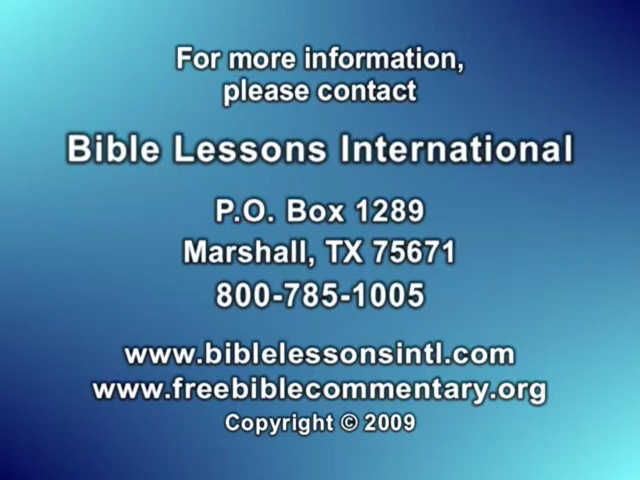 For more information,
please contact
Bible Lessons International
P.O. Box 1289
Marshall, TX 75671
800-785-1005
www.biblelessonsintl.com
www.freebiblecommentary.org
Copyright © 2009